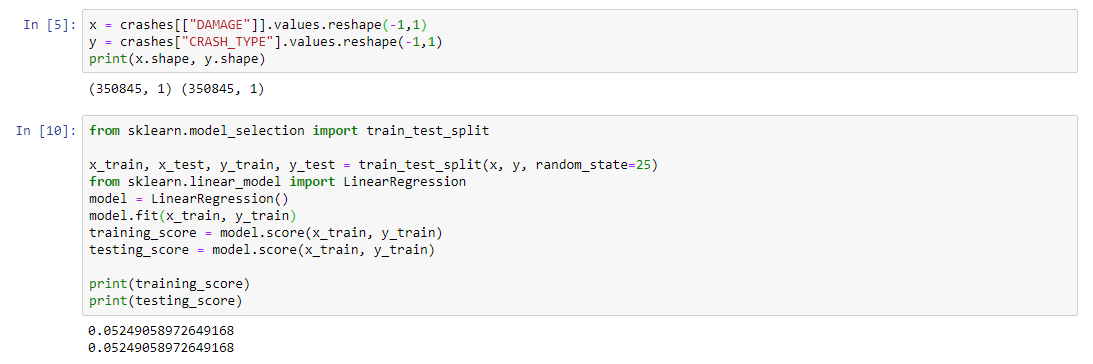 In [5]: x = crashes[["DAMAGE"]].values.reshape(-1,1)
y = crashes["CRASH_TYPE"].values.reshape(-1,1)
print(x.shape, y.shape)
(350845, 1) (350845, 1)
In [10]: from sklearn.model_selection import train_test_split
x_train, x_test, y_train, y_test = train_test_split(x, y, random_state=25)
from sklearn.linear_model import LinearRegression
model = LinearRegression()
model.fit(x_train, y_train)
training_score = model.score(x_train, y_train)
testing_score = model.score(x_train, y_train)
print(training_score)
print(testing_score)
0.05249058972649168
0.05249058972649168